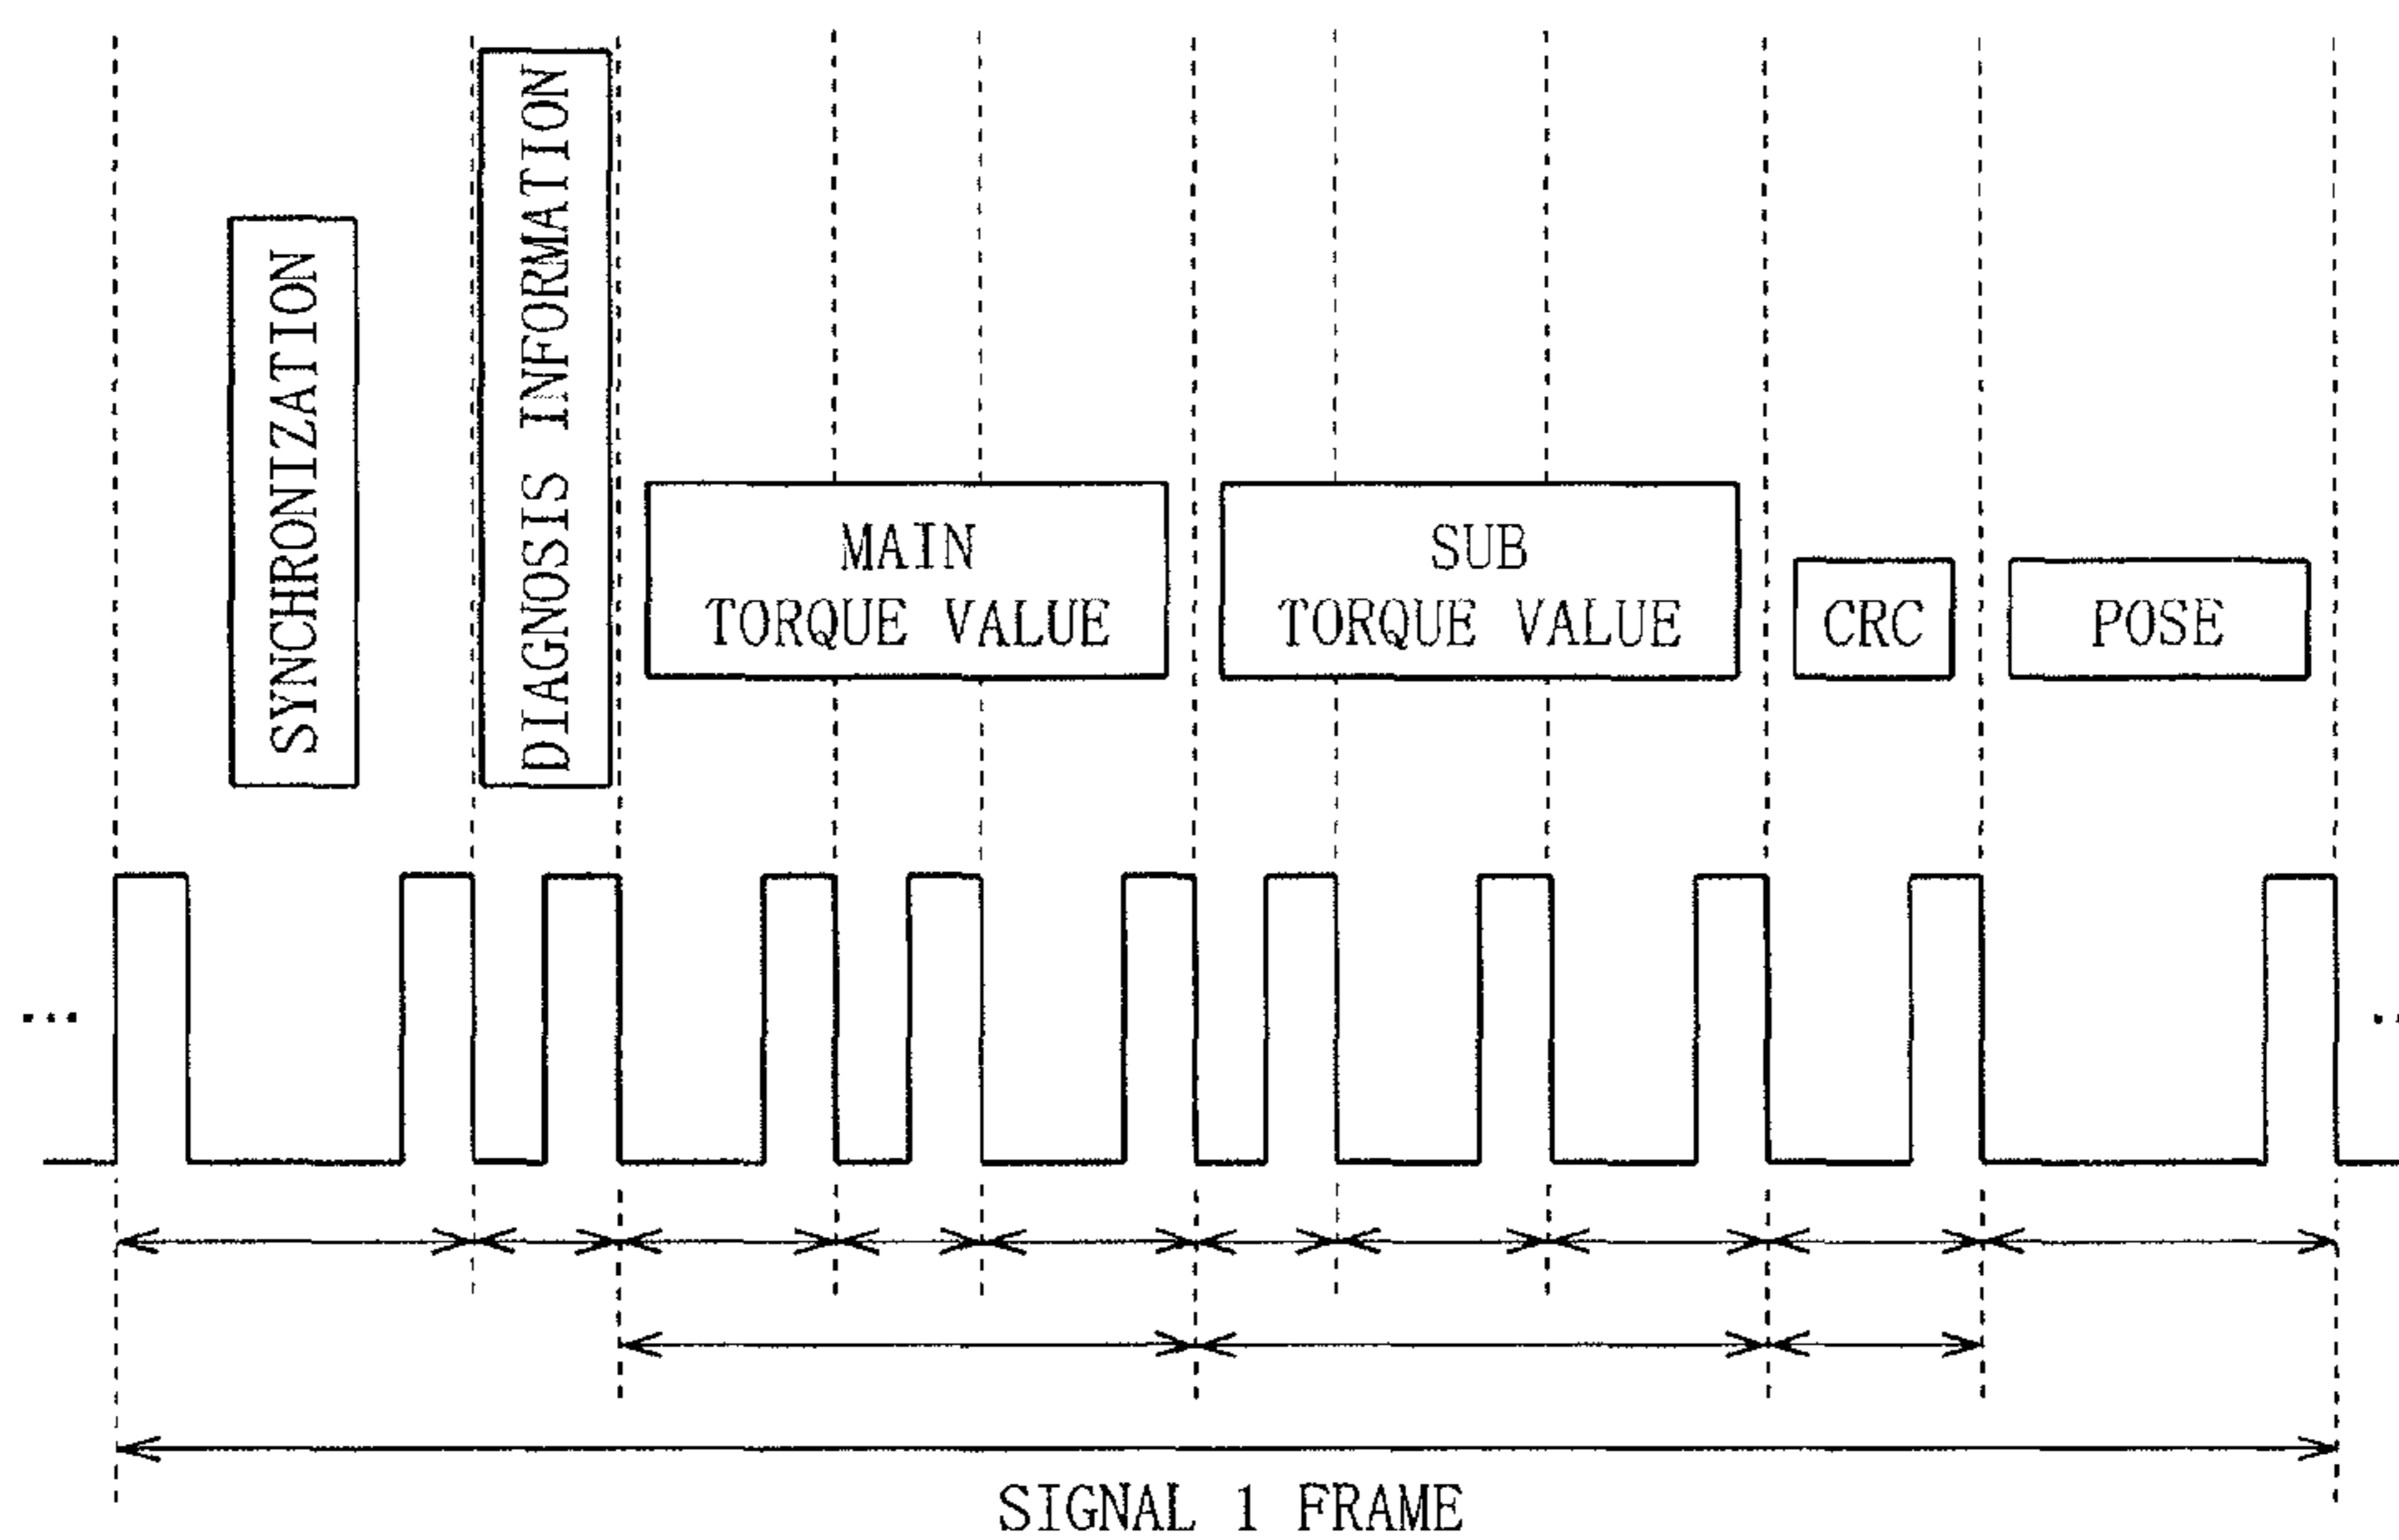 SYNCHRONIZATION
DIAGNOSIS INFORMATION
MAIN
TORQUE VALUE
SUB
TORQUE VALUE
CRC
POSE
...
SIGNAL 1 FRAME